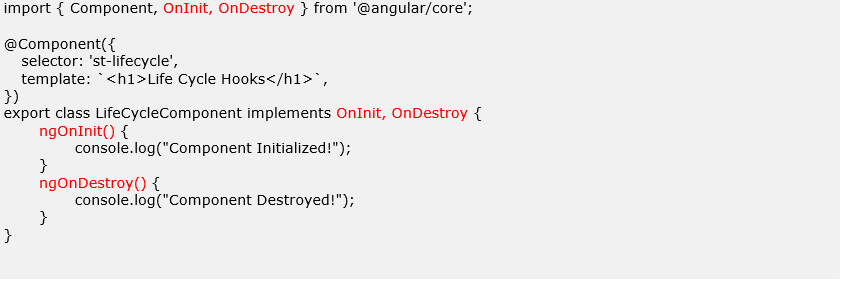 import { Component, OnInit, OnDestroy } from '@angular/core';
@Component({
selector: 'st-lifecycle',
template: `<h1>Life Cycle Hooks</h1>`,
})
export class LifeCycleComponent implements OnInit, OnDestroy {
ngOnInit() {
console.log("Component Initialized!");
}
ngOnDestroy() {
console.log("Component Destroyed!");
}
}